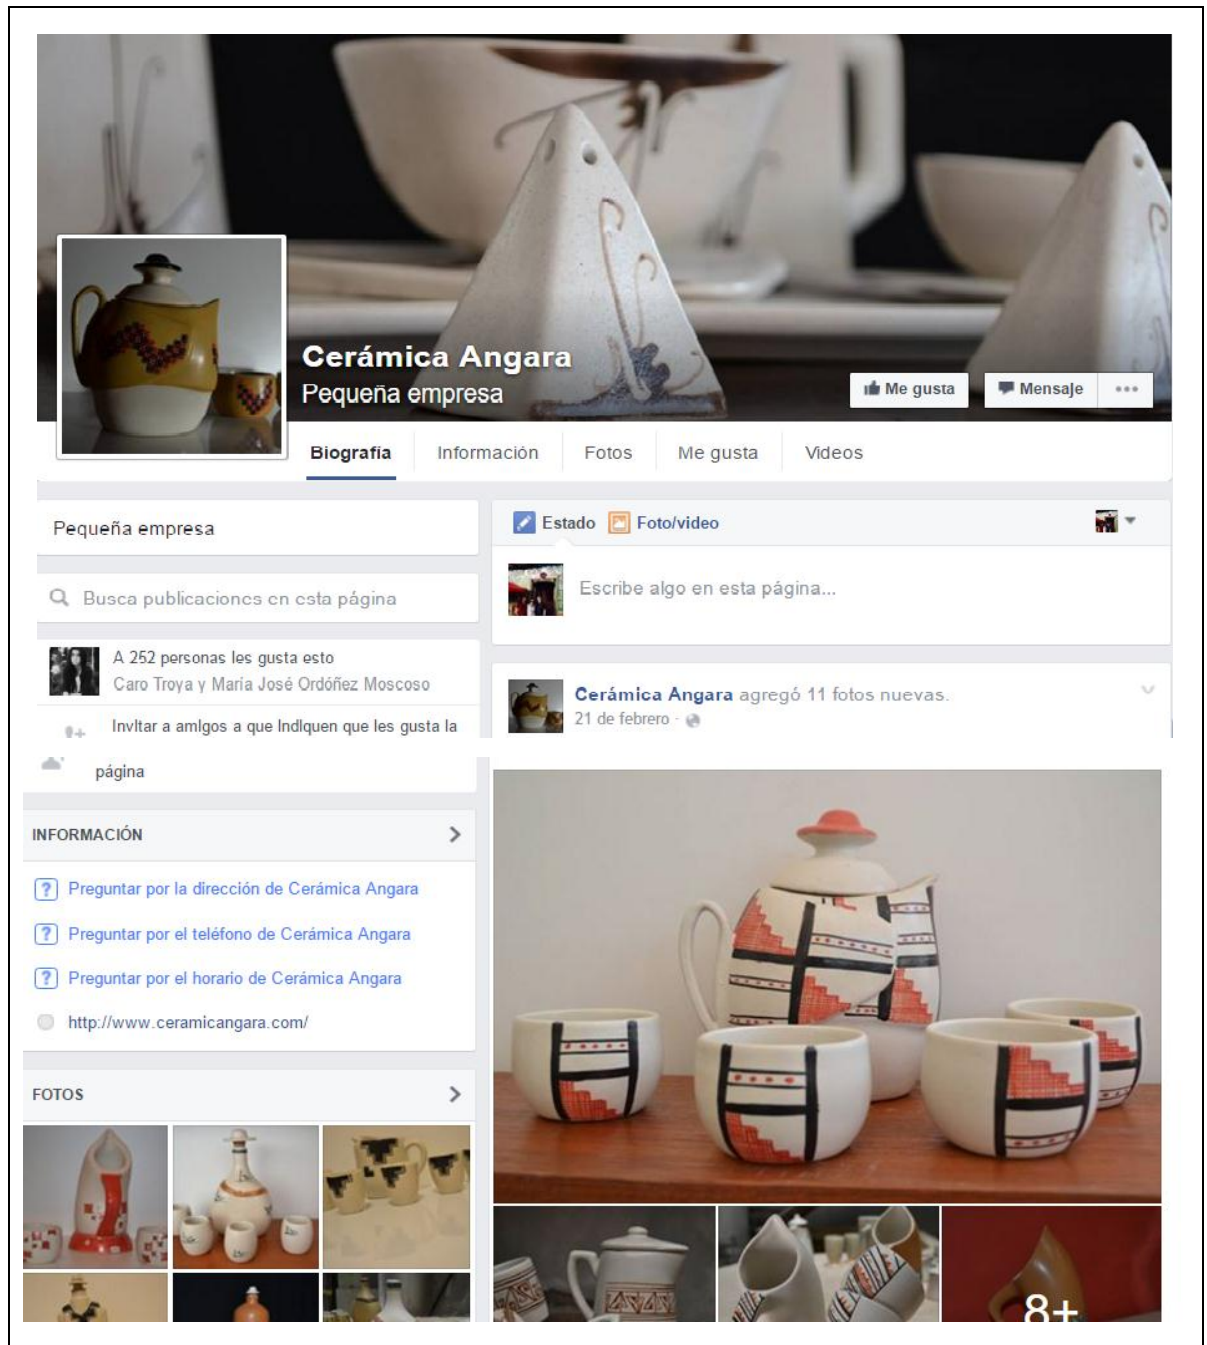 Cerámica Angara
Pequeña empresa
Me gusta
Mensaje
Biografía
Información
Fotos
Me gusta
Videos
Pequeña empresa
Busca publicaciones en esta página
A 252 personas les gusta esto
Caro Troya y María José Ordóñez Moscoso
Invitar a amigos a que indiquen que les gusta la
página
INFORMACIÓN
Preguntar por la dirección de Cerámica Angara
Preguntar por el teléfono de Cerámica Angara
Preguntar por el horario de Cerámica Angara
http://www.ceramicangara.com/
FOTOS
Estado
Foto/video
Escribe algo en esta página...
Cerámica Angara agregó 11 fotos nuevas.
21 de febrero ·
8+